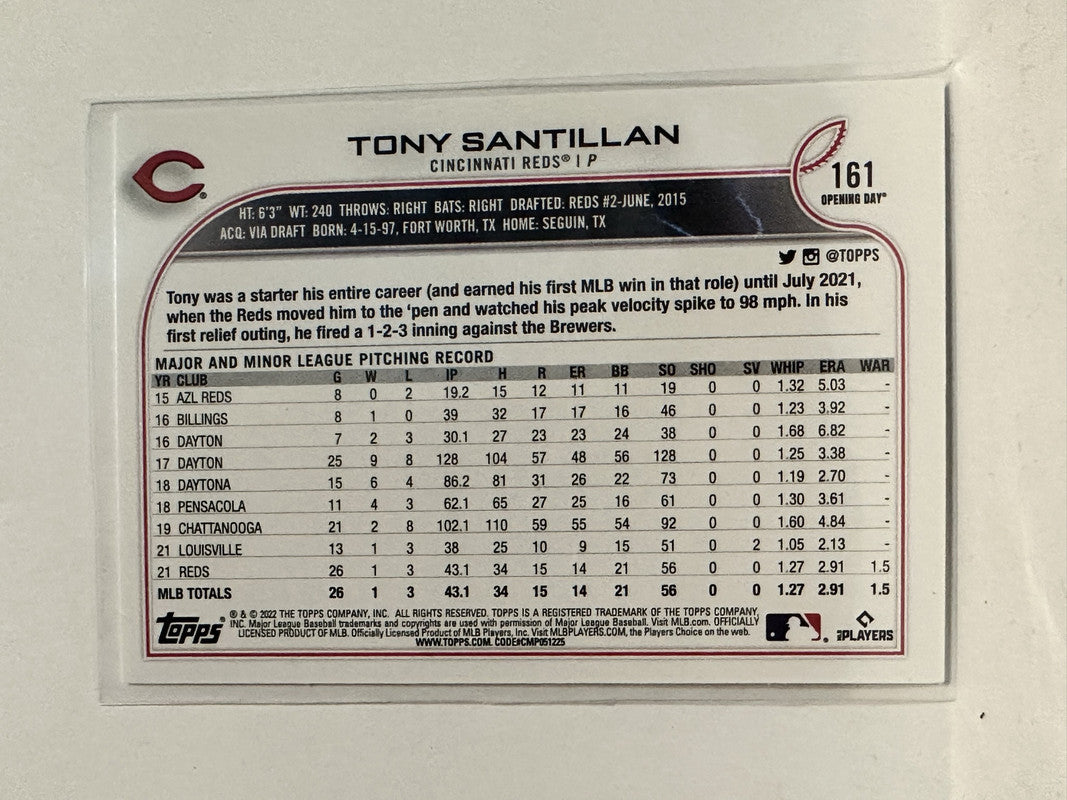 TONY SANTILLAN
CINCINNATI REDS® | P
161
OPENING DAY®
HT: 6'3" WT: 240 THROWS: RIGHT BATS: RIGHT DRAFTED: REDS #2-JUNE, 2015
ACQ: VIA DRAFT BORN: 4-15-97, FORT WORTH, TX HOME: SEGUIN, TX
@TOPPS
Tony was a starter his entire career (and earned his first MLB win in that role) until July 2021,
when the Reds moved him to the 'pen and watched his peak velocity spike to 98 mph. In his
first relief outing, he fired a 1-2-3 inning against the Brewers.
MAJOR AND MINOR LEAGUE PITCHING RECORD
YR CLUB G W L IP H R ER BB SO SHO SV WHIP ERA WAR
15 AZL REDS 8 0 2 19.2 15 12 11 11 19 0 0 1.32 5.03 -
16 BILLINGS 8 1 0 39 32 17 17 16 46 0 0 1.23 3.92 -
16 DAYTON 7 2 3 30.1 27 23 23 24 38 0 0 1.68 6.82 -
17 DAYTON 25 9 8 128 104 57 48 56 128 0 0 1.25 3.38 -
18 DAYTONA 15 6 4 86.2 81 31 26 22 73 0 0 1.19 2.70 -
18 PENSACOLA 11 4 3 62.1 65 27 25 16 61 0 0 1.30 3.61 -
19 CHATTANOOGA 21 2 8 102.1 110 59 55 54 92 0 0 1.60 4.84 -
21 LOUISVILLE 13 1 3 38 25 10 9 15 51 0 2 1.05 2.13 -
21 REDS 26 1 3 43.1 34 15 14 21 56 0 0 1.27 2.91 1.5
MLB TOTALS 26 1 3 43.1 34 15 14 21 56 0 0 1.27 2.91 1.5
topps®
® & © 2022 THE TOPPS COMPANY, INC. ALL RIGHTS RESERVED. TOPPS IS A REGISTERED TRADEMARK OF THE TOPPS COMPANY,
INC. Major League Baseball trademarks and copyrights are used with permission of Major League Baseball. Visit MLB.com. OFFICIALLY
LICENSED PRODUCT OF MLB. Officially Licensed Product of MLB Players, Inc. Visit MLBPLAYERS.COM, the Players Choice on the web.
WWW.TOPPS.COM. CODE#CMP051225
PLAYERS